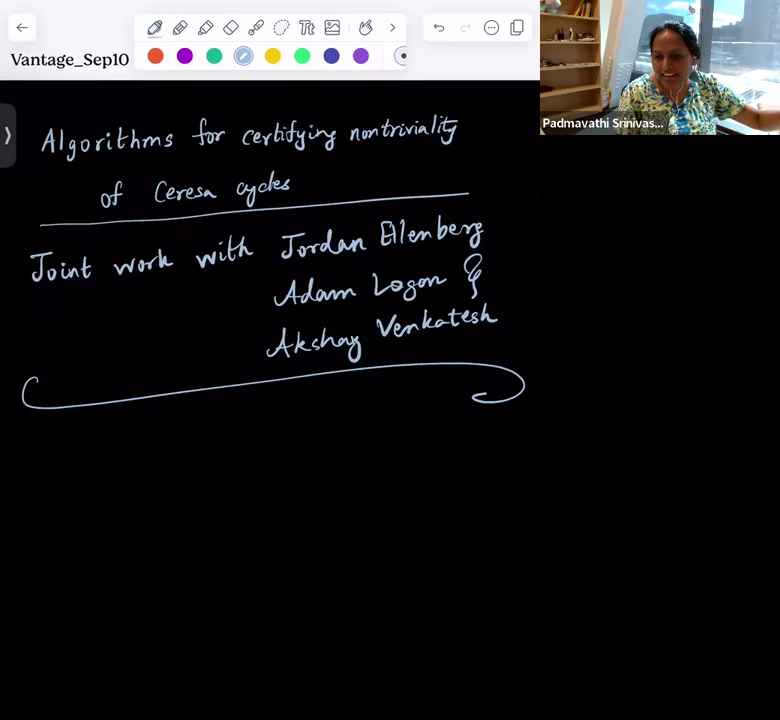 Vantage_Sep10
Padmavathi Srinivas...
Algorithms for certifying nontriviality
of Ceresa cycles
Joint work with Jordan Ellenberg
Adam Logan &
Akshay Venkatesh